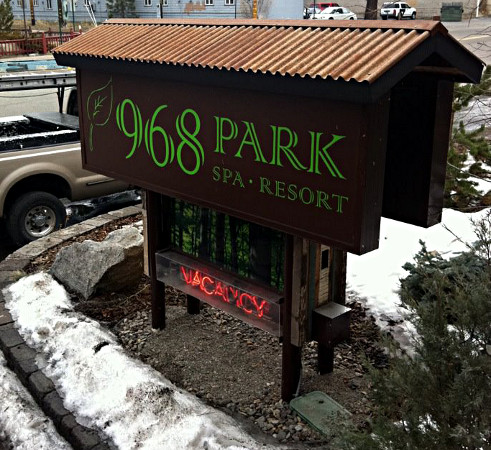 968 PARK
SPA · RESORT
VACANCY